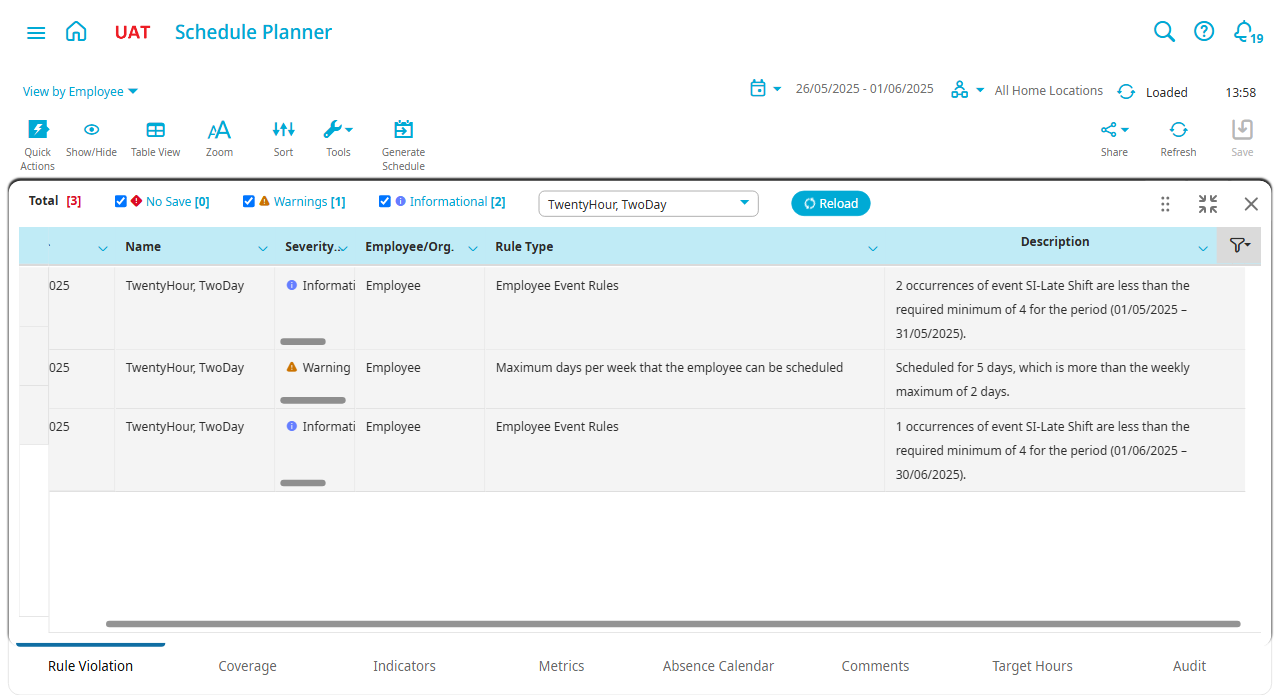 UAT Schedule Planner
19
View by Employee
26/05/2025 - 01/06/2025 All Home Locations Loaded 13:58
Quick Actions
Show/Hide
Table View
Zoom
Sort
Tools
Generate Schedule
Share
Refresh
Save
Total [3] No Save [0] Warnings [1] Informational [2] TwentyHour, TwoDay Reload
Name Severity... Employee/Org. Rule Type Description
025 TwentyHour, TwoDay Informati Employee Employee Event Rules 2 occurrences of event SI-Late Shift are less than the
required minimum of 4 for the period (01/05/2025 –
31/05/2025).
025 TwentyHour, TwoDay Warning Employee Maximum days per week that the employee can be scheduled Scheduled for 5 days, which is more than the weekly
maximum of 2 days.
025 TwentyHour, TwoDay Informati Employee Employee Event Rules 1 occurrences of event SI-Late Shift are less than the
required minimum of 4 for the period (01/06/2025 –
30/06/2025).
Rule Violation Coverage Indicators Metrics Absence Calendar Comments Target Hours Audit